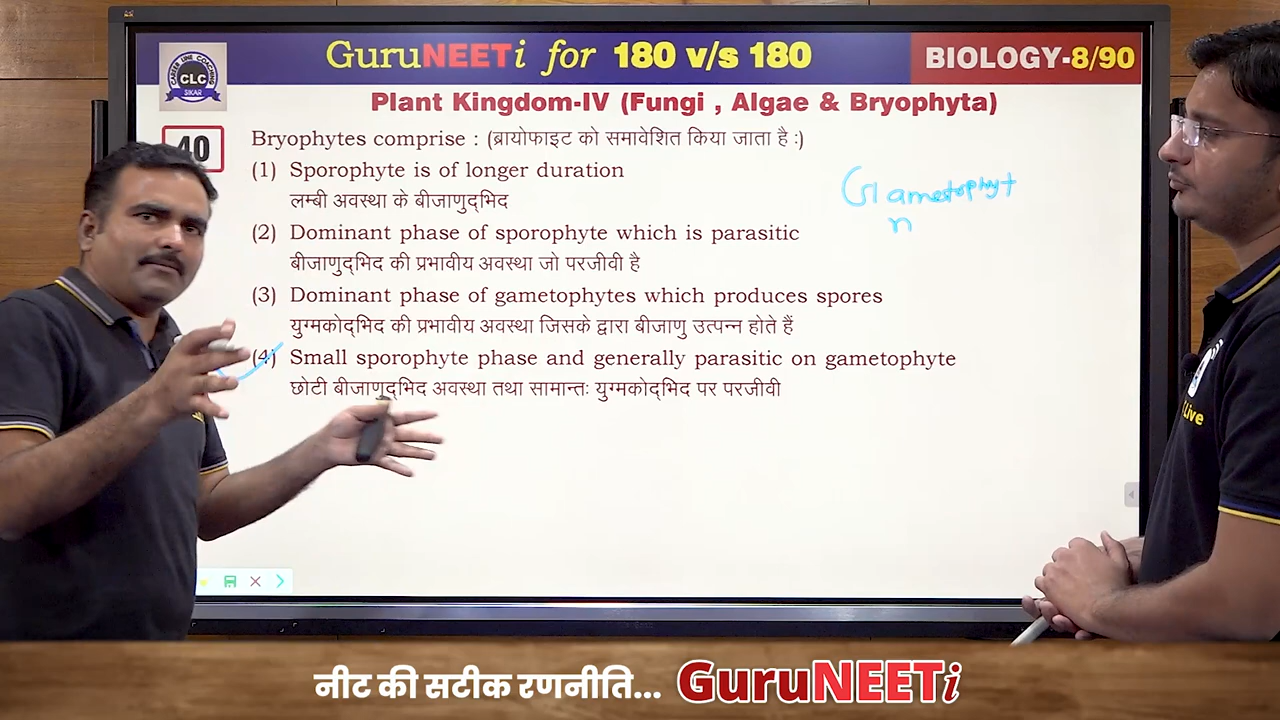 GuruNEETi for 180 v/s 180
BIOLOGY-8/90
CAREER LINE COACHING
CLC
SIKAR
Plant Kingdom-IV (Fungi , Algae & Bryophyta)
40
Bryophytes comprise : (ब्रायोफाइट को समावेशित किया जाता है :)
(1) Sporophyte is of longer duration
लम्बी अवस्था के बीजाणुद्भिद
(2) Dominant phase of sporophyte which is parasitic
बीजाणुद्भिद की प्रभावीय अवस्था जो परजीवी है
(3) Dominant phase of gametophytes which produces spores
युग्मकोद्भिद की प्रभावीय अवस्था जिसके द्वारा बीजाणु उत्पन्न होते हैं
(4) Small sporophyte phase and generally parasitic on gametophyte
छोटी बीजाणुद्भिद अवस्था तथा सामान्तः युग्मकोद्भिद पर परजीवी
Gametophyt
n
Live
नीट की सटीक रणनीति... GuruNEETi